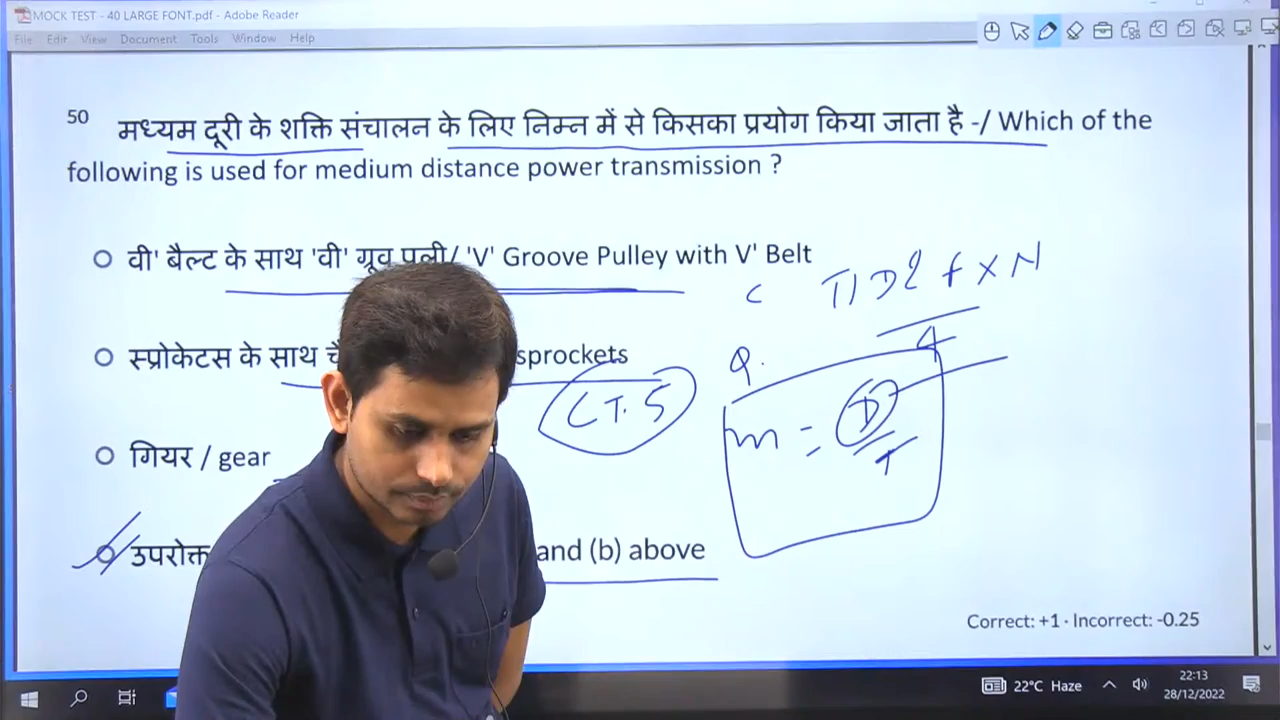 MOCK TEST - 40 LARGE FONT.pdf - Adobe Reader
File Edit View Document Tools Window Help
50 मध्यम दूरी के शक्ति संचालन के लिए निम्न में से किसका प्रयोग किया जाता है -/ Which of the
following is used for medium distance power transmission ?
वी' बैल्ट के साथ 'वी' ग्रूव पुली/ 'V' Groove Pulley with V' Belt
C π D² f x N
4
स्प्रोकेटस के साथ sprockets
Q.
C T. S
m = D
T
गियर / gear
उपरोक्त and (b) above
Correct: +1 · Incorrect: -0.25
22°C Haze
22:13
28/12/2022